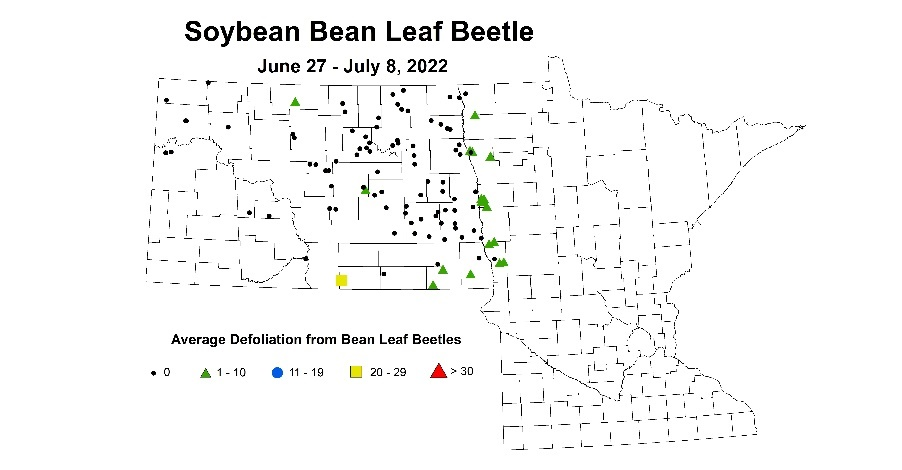 Soybean Bean Leaf Beetle
June 27 - July 8, 2022
Average Defoliation from Bean Leaf Beetles
0 1 - 10 11 - 19 20 - 29 > 30